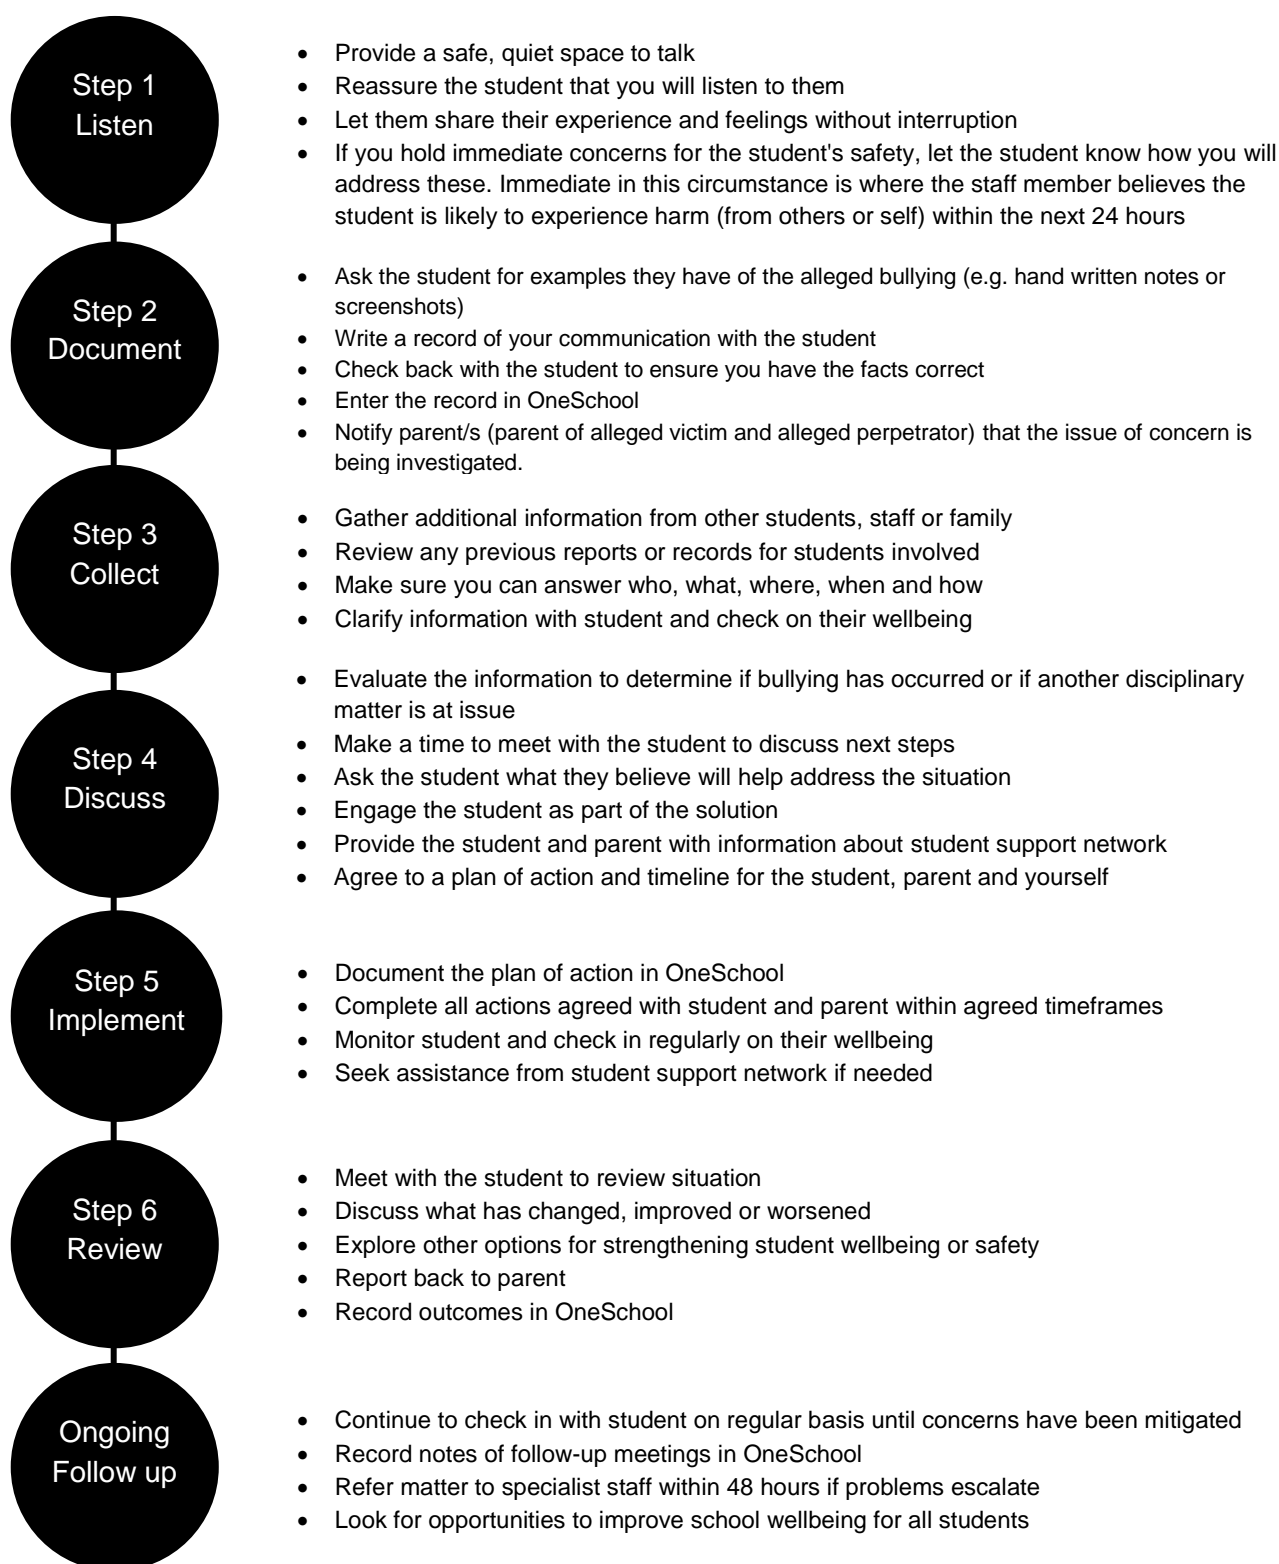 Step 1
Listen
• Provide a safe, quiet space to talk
• Reassure the student that you will listen to them
• Let them share their experience and feelings without interruption
• If you hold immediate concerns for the student's safety, let the student know how you will
address these. Immediate in this circumstance is where the staff member believes the
student is likely to experience harm (from others or self) within the next 24 hours
Step 2
Document
• Ask the student for examples they have of the alleged bullying (e.g. hand written notes or
screenshots)
• Write a record of your communication with the student
• Check back with the student to ensure you have the facts correct
• Enter the record in OneSchool
• Notify parent/s (parent of alleged victim and alleged perpetrator) that the issue of concern is
being investigated.
Step 3
Collect
• Gather additional information from other students, staff or family
• Review any previous reports or records for students involved
• Make sure you can answer who, what, where, when and how
• Clarify information with student and check on their wellbeing
Step 4
Discuss
• Evaluate the information to determine if bullying has occurred or if another disciplinary
matter is at issue
• Make a time to meet with the student to discuss next steps
• Ask the student what they believe will help address the situation
• Engage the student as part of the solution
• Provide the student and parent with information about student support network
• Agree to a plan of action and timeline for the student, parent and yourself
Step 5
Implement
• Document the plan of action in OneSchool
• Complete all actions agreed with student and parent within agreed timeframes
• Monitor student and check in regularly on their wellbeing
• Seek assistance from student support network if needed
Step 6
Review
• Meet with the student to review situation
• Discuss what has changed, improved or worsened
• Explore other options for strengthening student wellbeing or safety
• Report back to parent
• Record outcomes in OneSchool
Ongoing
Follow up
• Continue to check in with student on regular basis until concerns have been mitigated
• Record notes of follow-up meetings in OneSchool
• Refer matter to specialist staff within 48 hours if problems escalate
• Look for opportunities to improve school wellbeing for all students